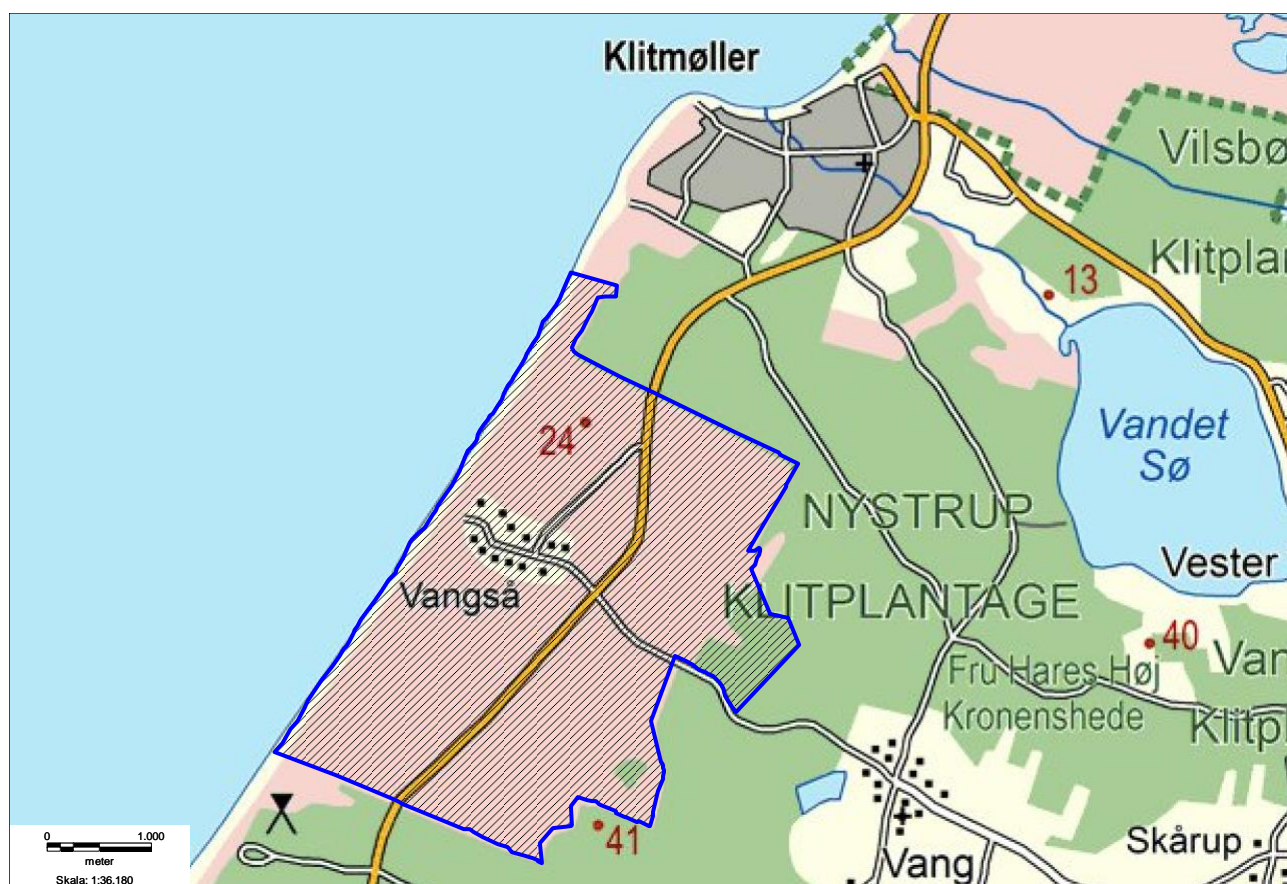 Klitmøller
Vilsbø
Klitplan
13
Vandet
Sø
24
NYSTRUP
Vester
Vangså
KLITPLANTAGE
40
Fru Hares Høj
Van
Kronenshede
Klitpl
41
Skårup
Vang
0 1.000
meter
Skala: 1:36.180